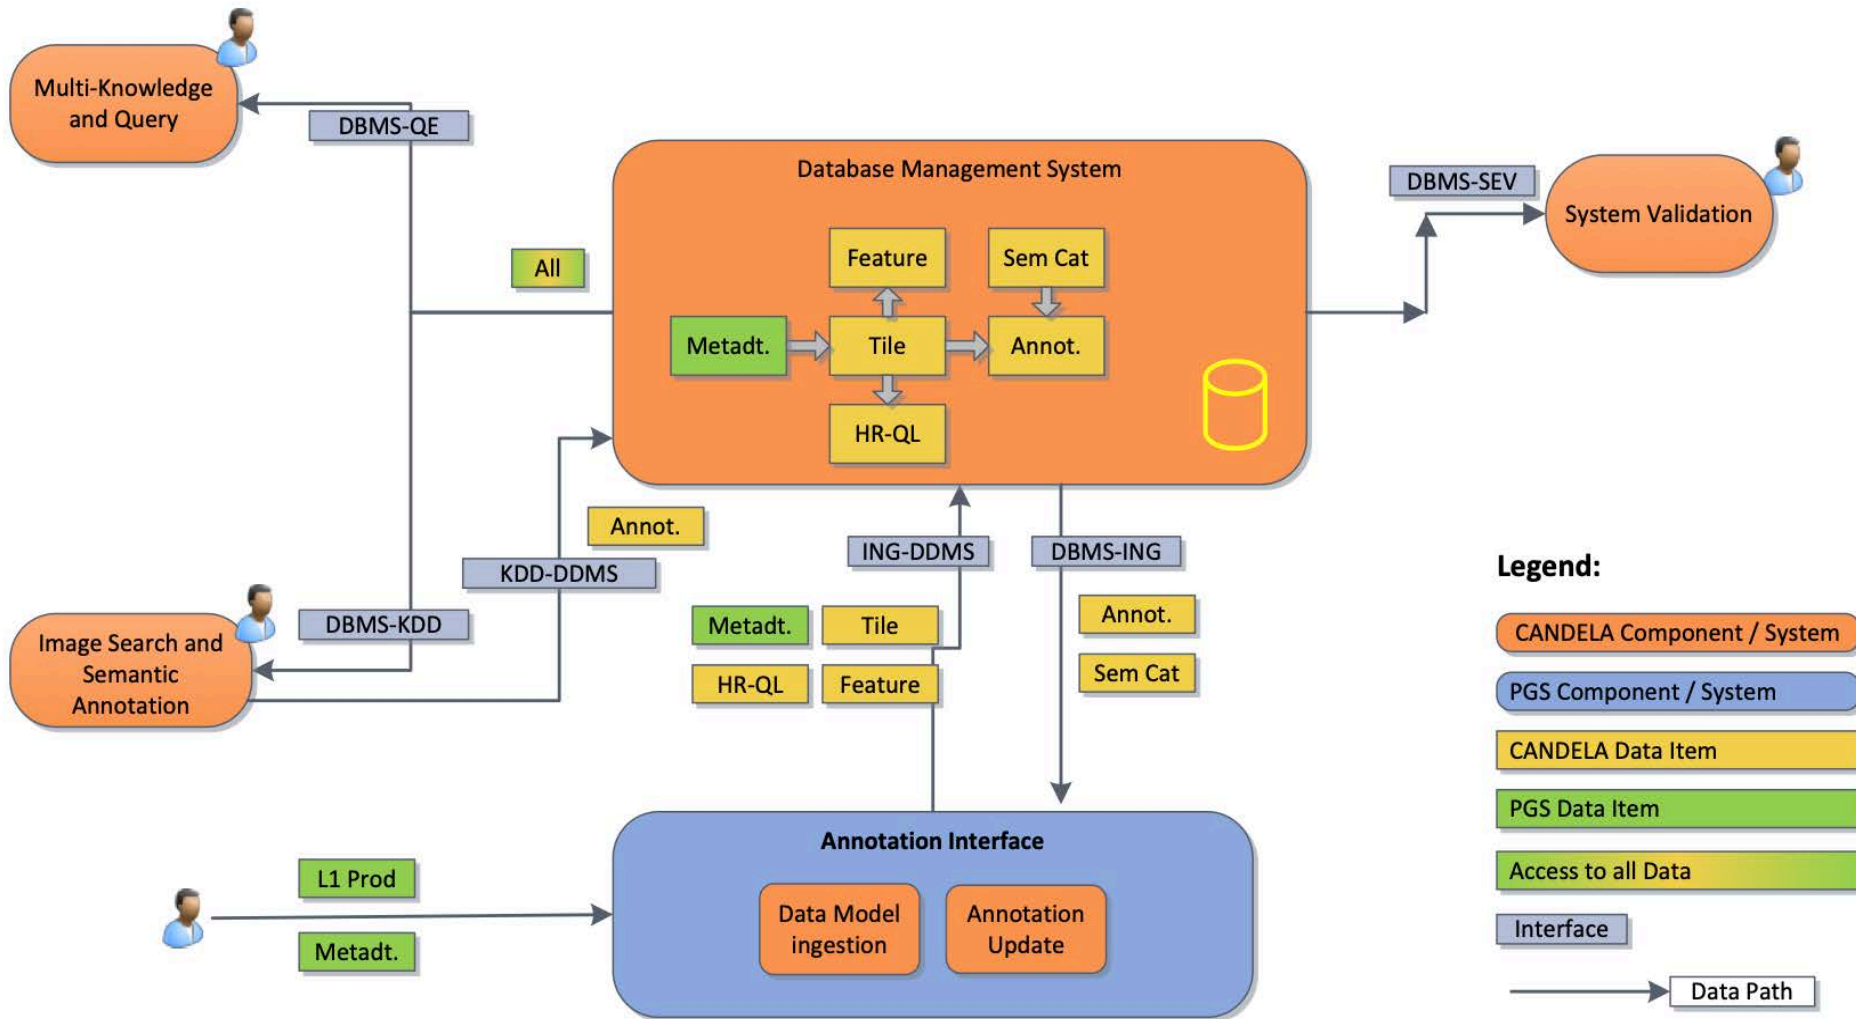 Multi-Knowledge
and Query
DBMS-QE
Database Management System
DBMS-SEV
System Validation
All
Feature
Sem Cat
Metadt.
Tile
Annot.
HR-QL
Annot.
KDD-DDMS
ING-DDMS
DBMS-ING
DBMS-KDD
Image Search and
Semantic
Annotation
Metadt.
Tile
HR-QL
Feature
Annot.
Sem Cat
Legend:
CANDELA Component / System
PGS Component / System
CANDELA Data Item
PGS Data Item
Access to all Data
Interface
Data Path
Annotation Interface
L1 Prod
Metadt.
Data Model
ingestion
Annotation
Update